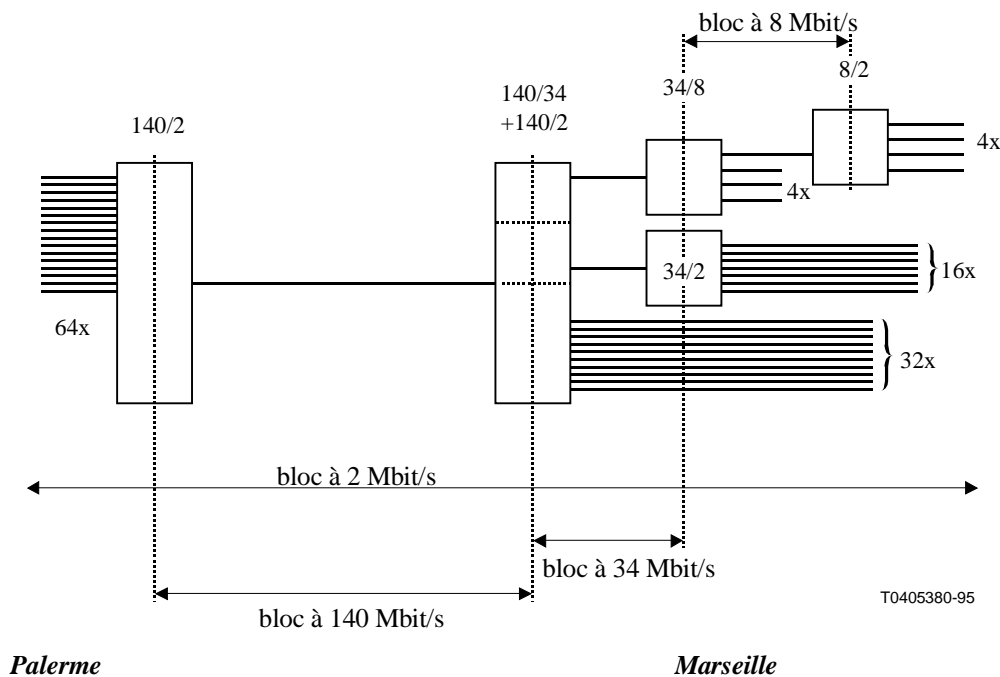 bloc à 8 Mbit/s
8/2
34/8
140/34
+140/2
140/2
4x
4x
34/2
16x
64x
32x
bloc à 2 Mbit/s
bloc à 34 Mbit/s
T0405380-95
bloc à 140 Mbit/s
Palerme
Marseille